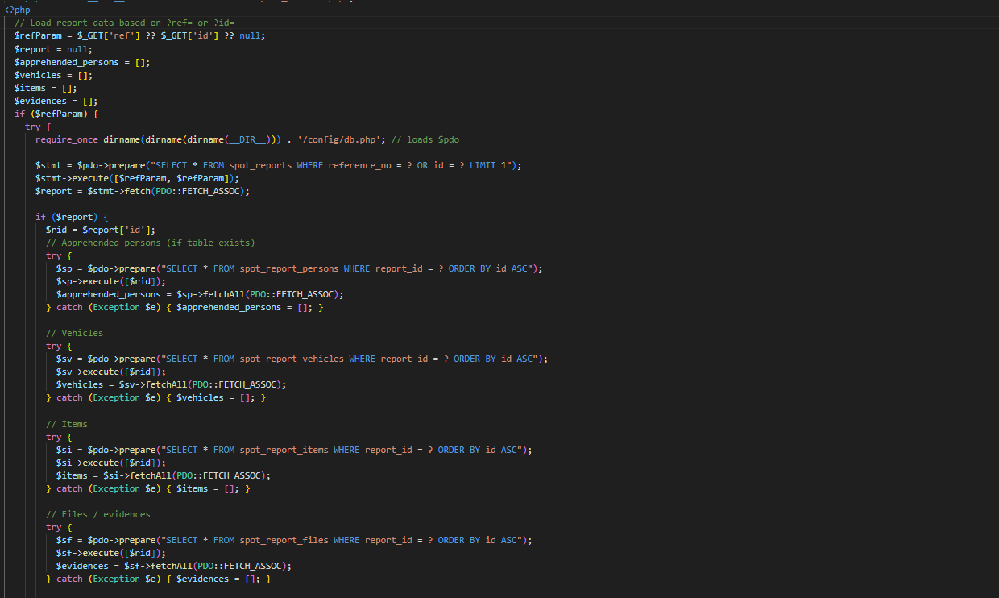 <?php
// Load report data based on ?ref= or ?id=
$refParam = $_GET['ref'] ?? $_GET['id'] ?? null;
$report = null;
$apprehended_persons = [];
$vehicles = [];
$items = [];
$evidences = [];
if ($refParam) {
try {
require_once dirname(dirname(dirname(__DIR__))) . '/config/db.php'; // loads $pdo
$stmt = $pdo->prepare("SELECT * FROM spot_reports WHERE reference_no = ? OR id = ? LIMIT 1");
$stmt->execute([$refParam, $refParam]);
$report = $stmt->fetch(PDO::FETCH_ASSOC);
if ($report) {
$rid = $report['id'];
// Apprehended persons (if table exists)
try {
$sp = $pdo->prepare("SELECT * FROM spot_report_persons WHERE report_id = ? ORDER BY id ASC");
$sp->execute([$rid]);
$apprehended_persons = $sp->fetchAll(PDO::FETCH_ASSOC);
} catch (Exception $e) { $apprehended_persons = []; }
// Vehicles
try {
$sv = $pdo->prepare("SELECT * FROM spot_report_vehicles WHERE report_id = ? ORDER BY id ASC");
$sv->execute([$rid]);
$vehicles = $sv->fetchAll(PDO::FETCH_ASSOC);
} catch (Exception $e) { $vehicles = []; }
// Items
try {
$si = $pdo->prepare("SELECT * FROM spot_report_items WHERE report_id = ? ORDER BY id ASC");
$si->execute([$rid]);
$items = $si->fetchAll(PDO::FETCH_ASSOC);
} catch (Exception $e) { $items = []; }
// Files / evidences
try {
$sf = $pdo->prepare("SELECT * FROM spot_report_files WHERE report_id = ? ORDER BY id ASC");
$sf->execute([$rid]);
$evidences = $sf->fetchAll(PDO::FETCH_ASSOC);
} catch (Exception $e) { $evidences = []; }